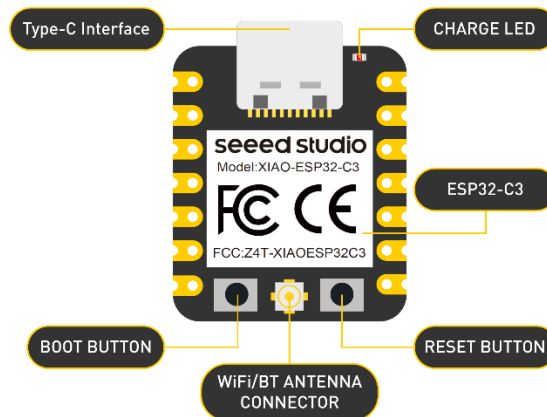 Type-C Interface
CHARGE LED
seeed studio
Model:XIAO-ESP32-C3
FC CE
ESP32-C3
FCC:Z4T-XIAOESP32C3
BOOT BUTTON
RESET BUTTON
WiFi/BT ANTENNA
CONNECTOR